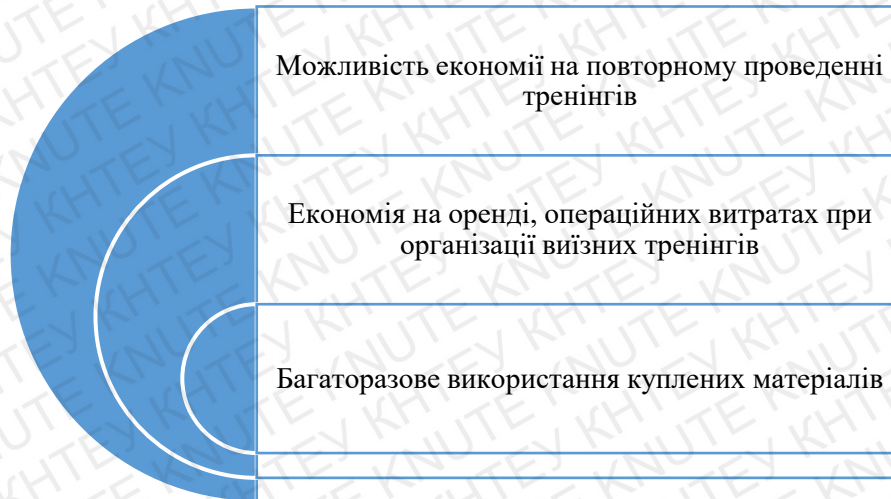 Можливість економії на повторному проведенні
тренінгів
Економія на оренді, операційних витратах при
організації виїзних тренінгів
Багаторазове використання куплених матеріалів